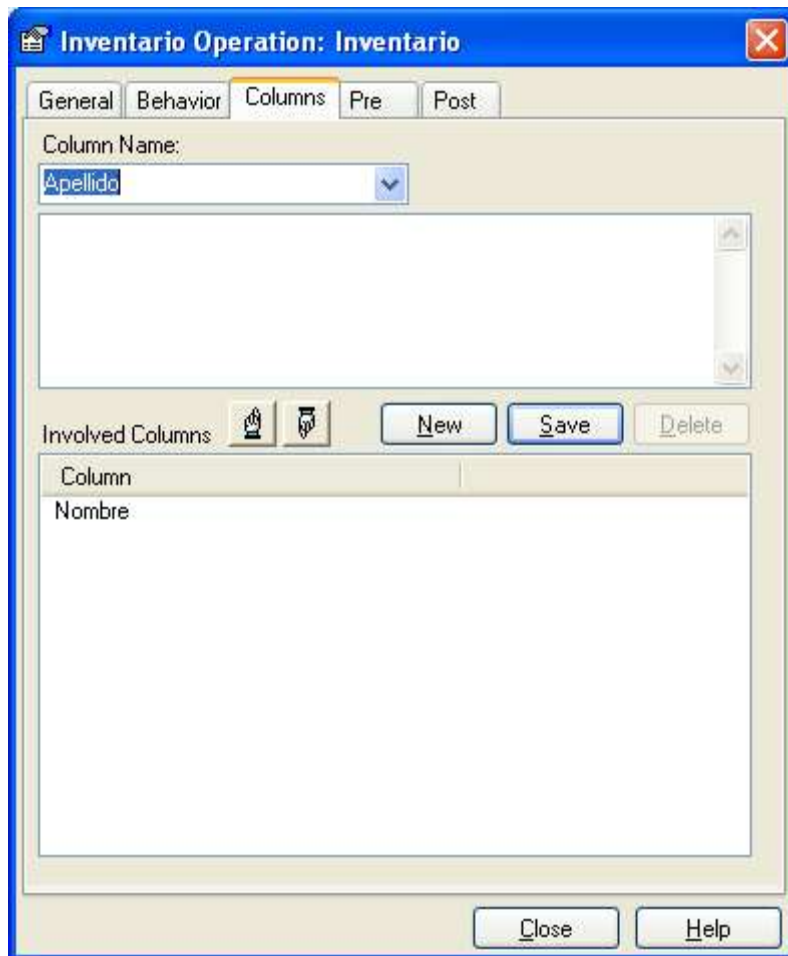 Inventario Operation: Inventario
General Behavior Columns Pre Post
Column Name:
Apellido
Involved Columns New Save Delete
Column
Nombre
Close Help